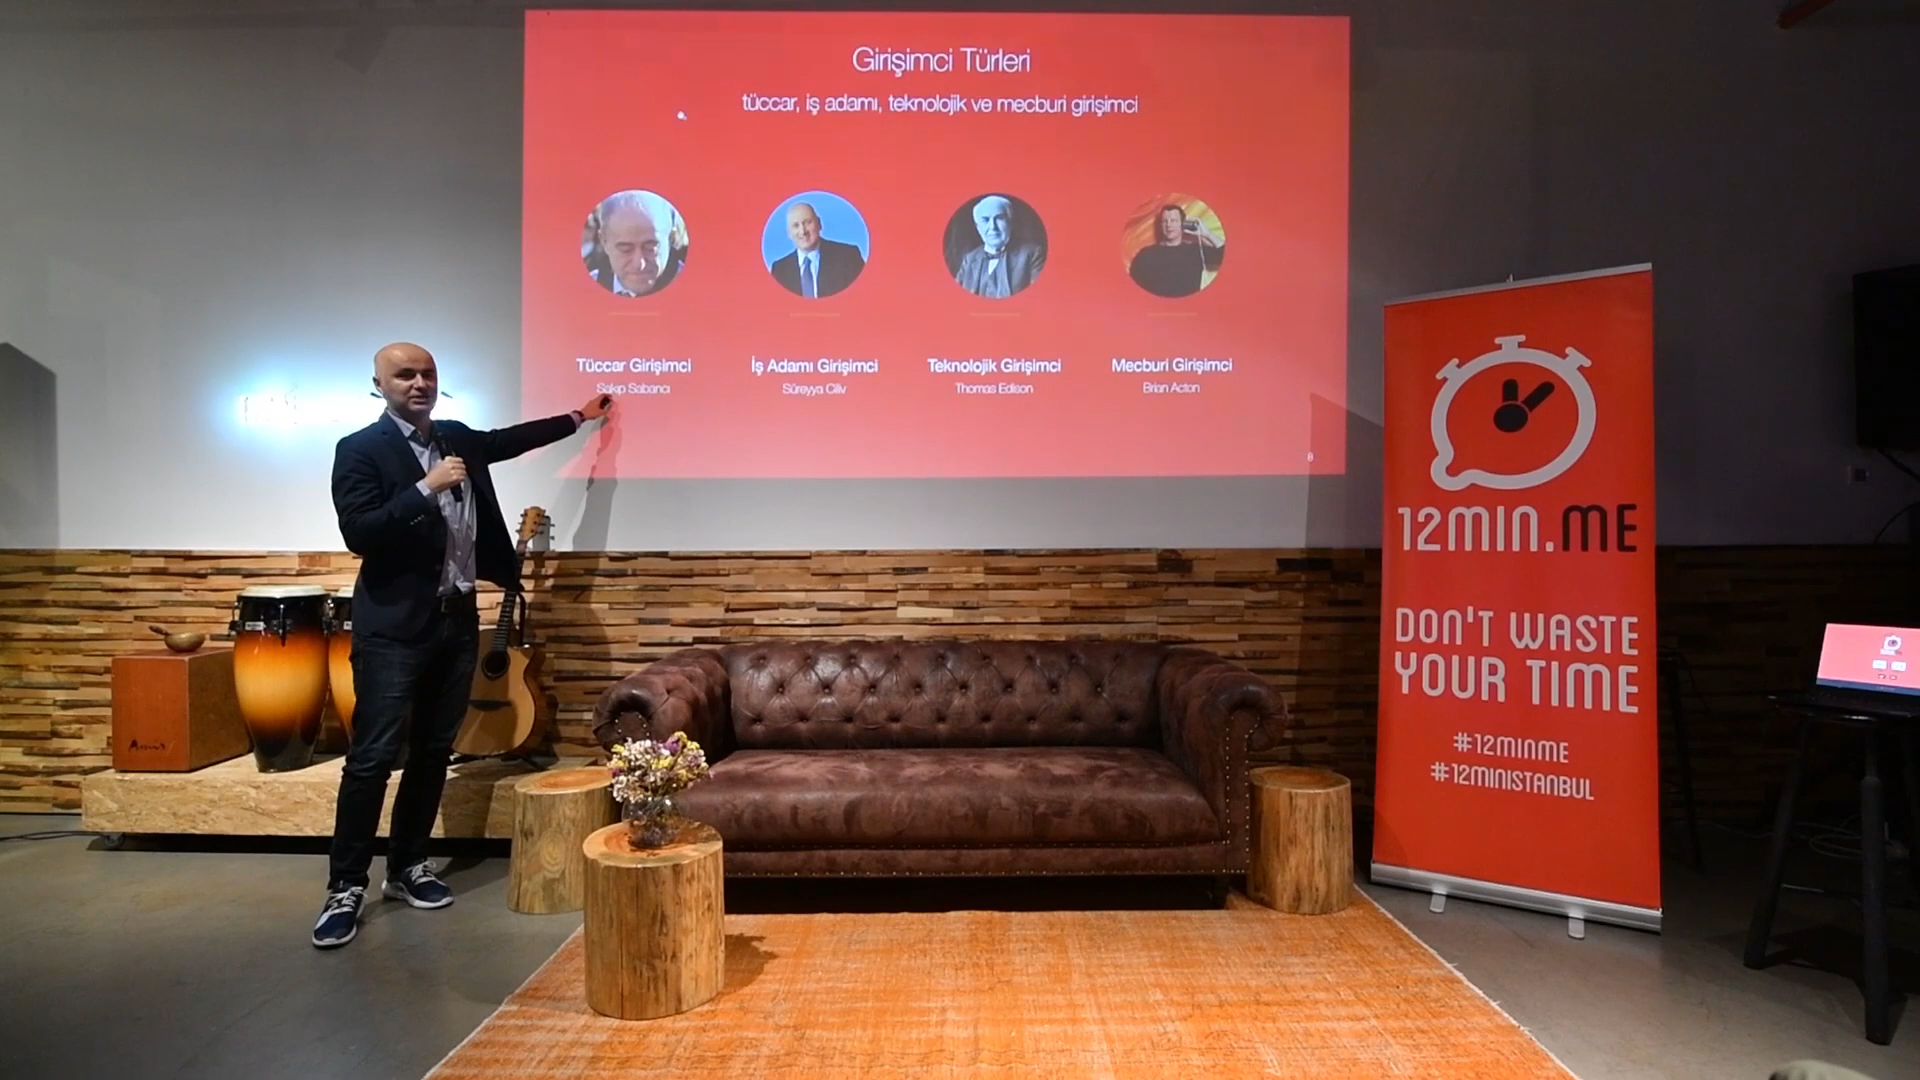 Girişimci Türleri
tüccar, iş adamı, teknolojik ve mecburi girişimci
Tüccar Girişimci
Sakıp Sabancı
İş Adamı Girişimci
Süreyya Ciliv
Teknolojik Girişimci
Thomas Edison
Mecburi Girişimci
Brian Acton
8
12MIN.ME
DON'T WASTE
YOUR TIME
#12MINME
#12MINISTANBUL